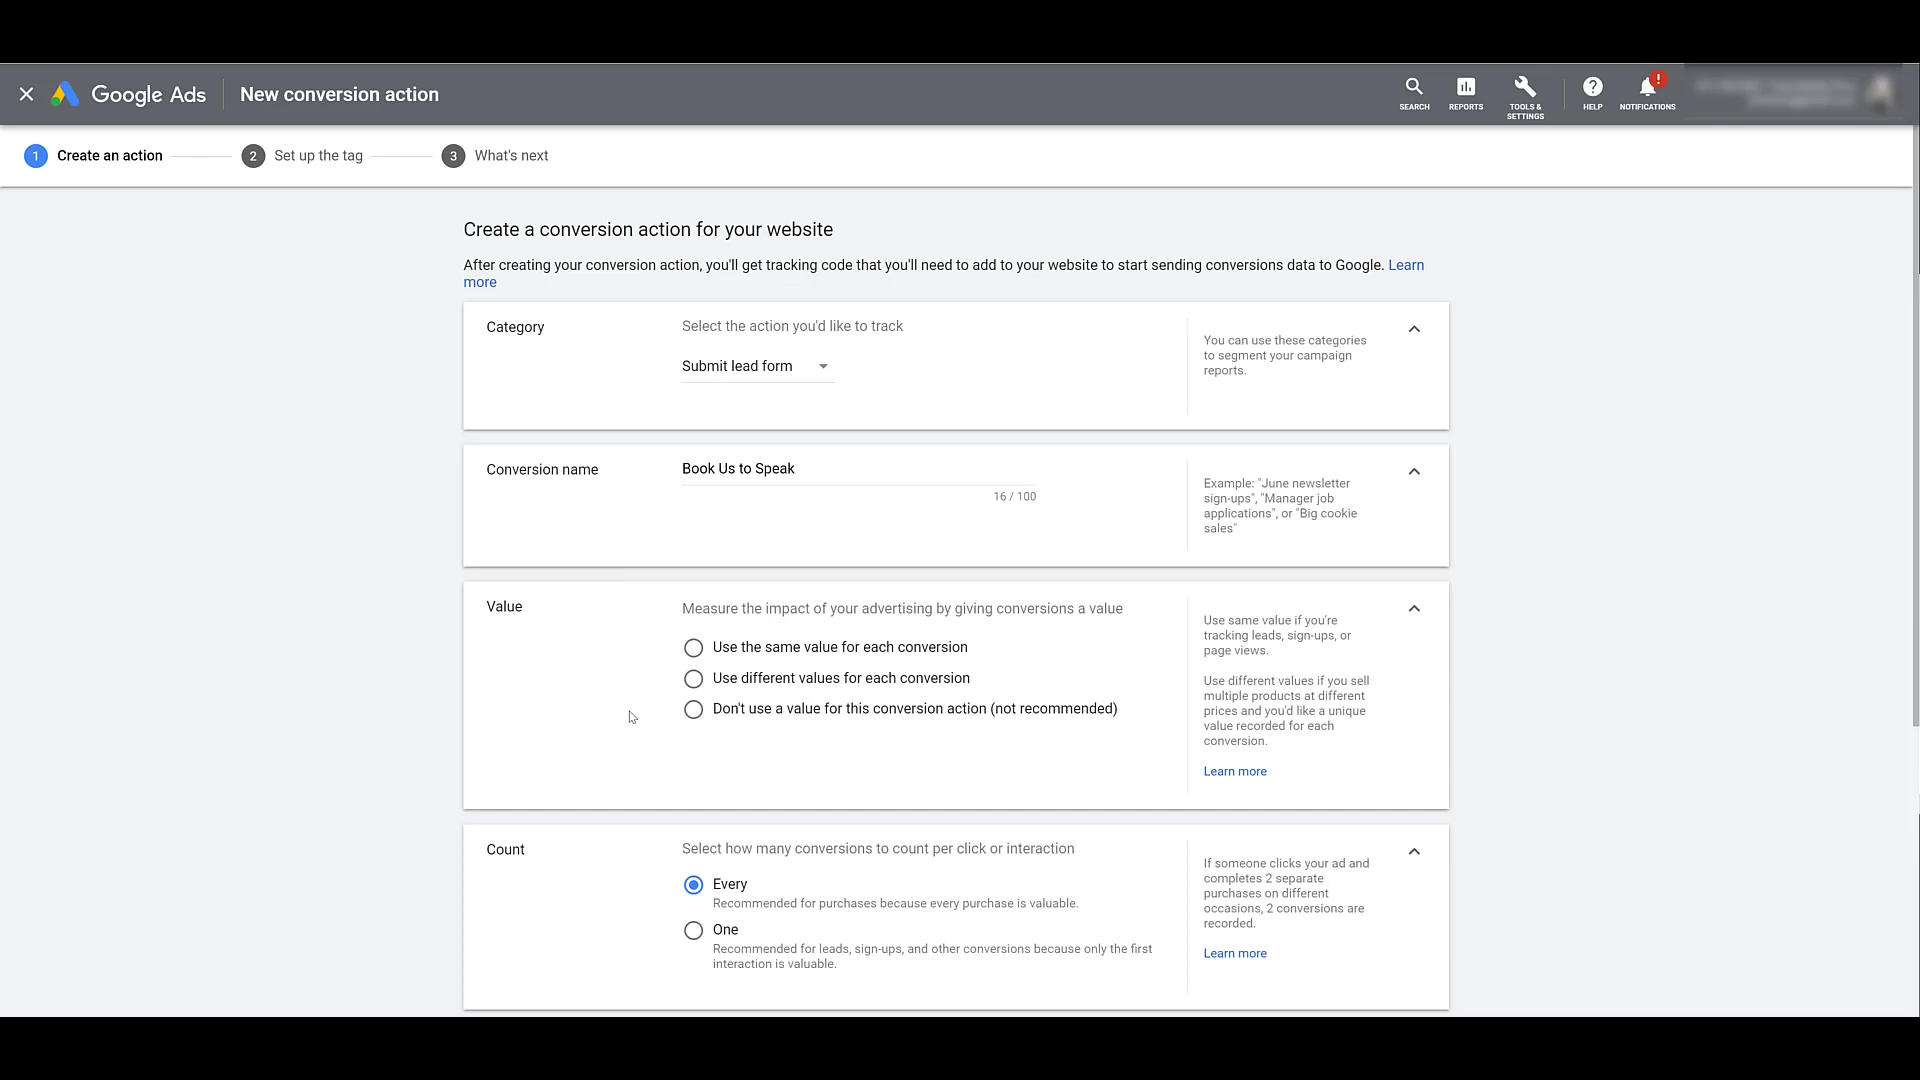 Google Ads
New conversion action
SEARCH
REPORTS
TOOLS &
SETTINGS
HELP
!
NOTIFICATIONS
1 Create an action
2 Set up the tag
3 What's next
Create a conversion action for your website
After creating your conversion action, you'll get tracking code that you'll need to add to your website to start sending conversions data to Google. Learn
more
Category
Select the action you'd like to track
Submit lead form
You can use these categories
to segment your campaign
reports.
Conversion name
Book Us to Speak
16 / 100
Example: "June newsletter
sign-ups", "Manager job
applications", or "Big cookie
sales"
Value
Measure the impact of your advertising by giving conversions a value
Use the same value for each conversion
Use different values for each conversion
Don't use a value for this conversion action (not recommended)
Use same value if you're
tracking leads, sign-ups, or
page views.
Use different values if you sell
multiple products at different
prices and you'd like a unique
value recorded for each
conversion.
Learn more
Count
Select how many conversions to count per click or interaction
Every
Recommended for purchases because every purchase is valuable.
One
Recommended for leads, sign-ups, and other conversions because only the first
interaction is valuable.
If someone clicks your ad and
completes 2 separate
purchases on different
occasions, 2 conversions are
recorded.
Learn more